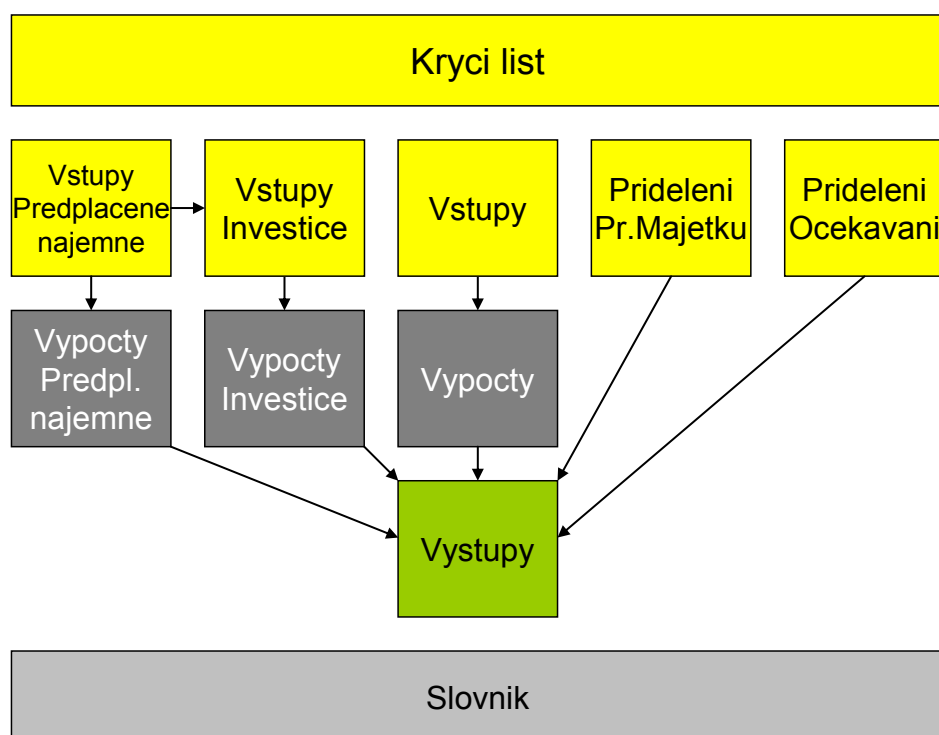 Kryci list
Vstupy
Predplacene
najemne
Vstupy
Investice
Vstupy
Prideleni
Pr.Majetku
Prideleni
Ocekavani
Vypocty
Predpl.
najemne
Vypocty
Investice
Vypocty
Vystupy
Slovnik